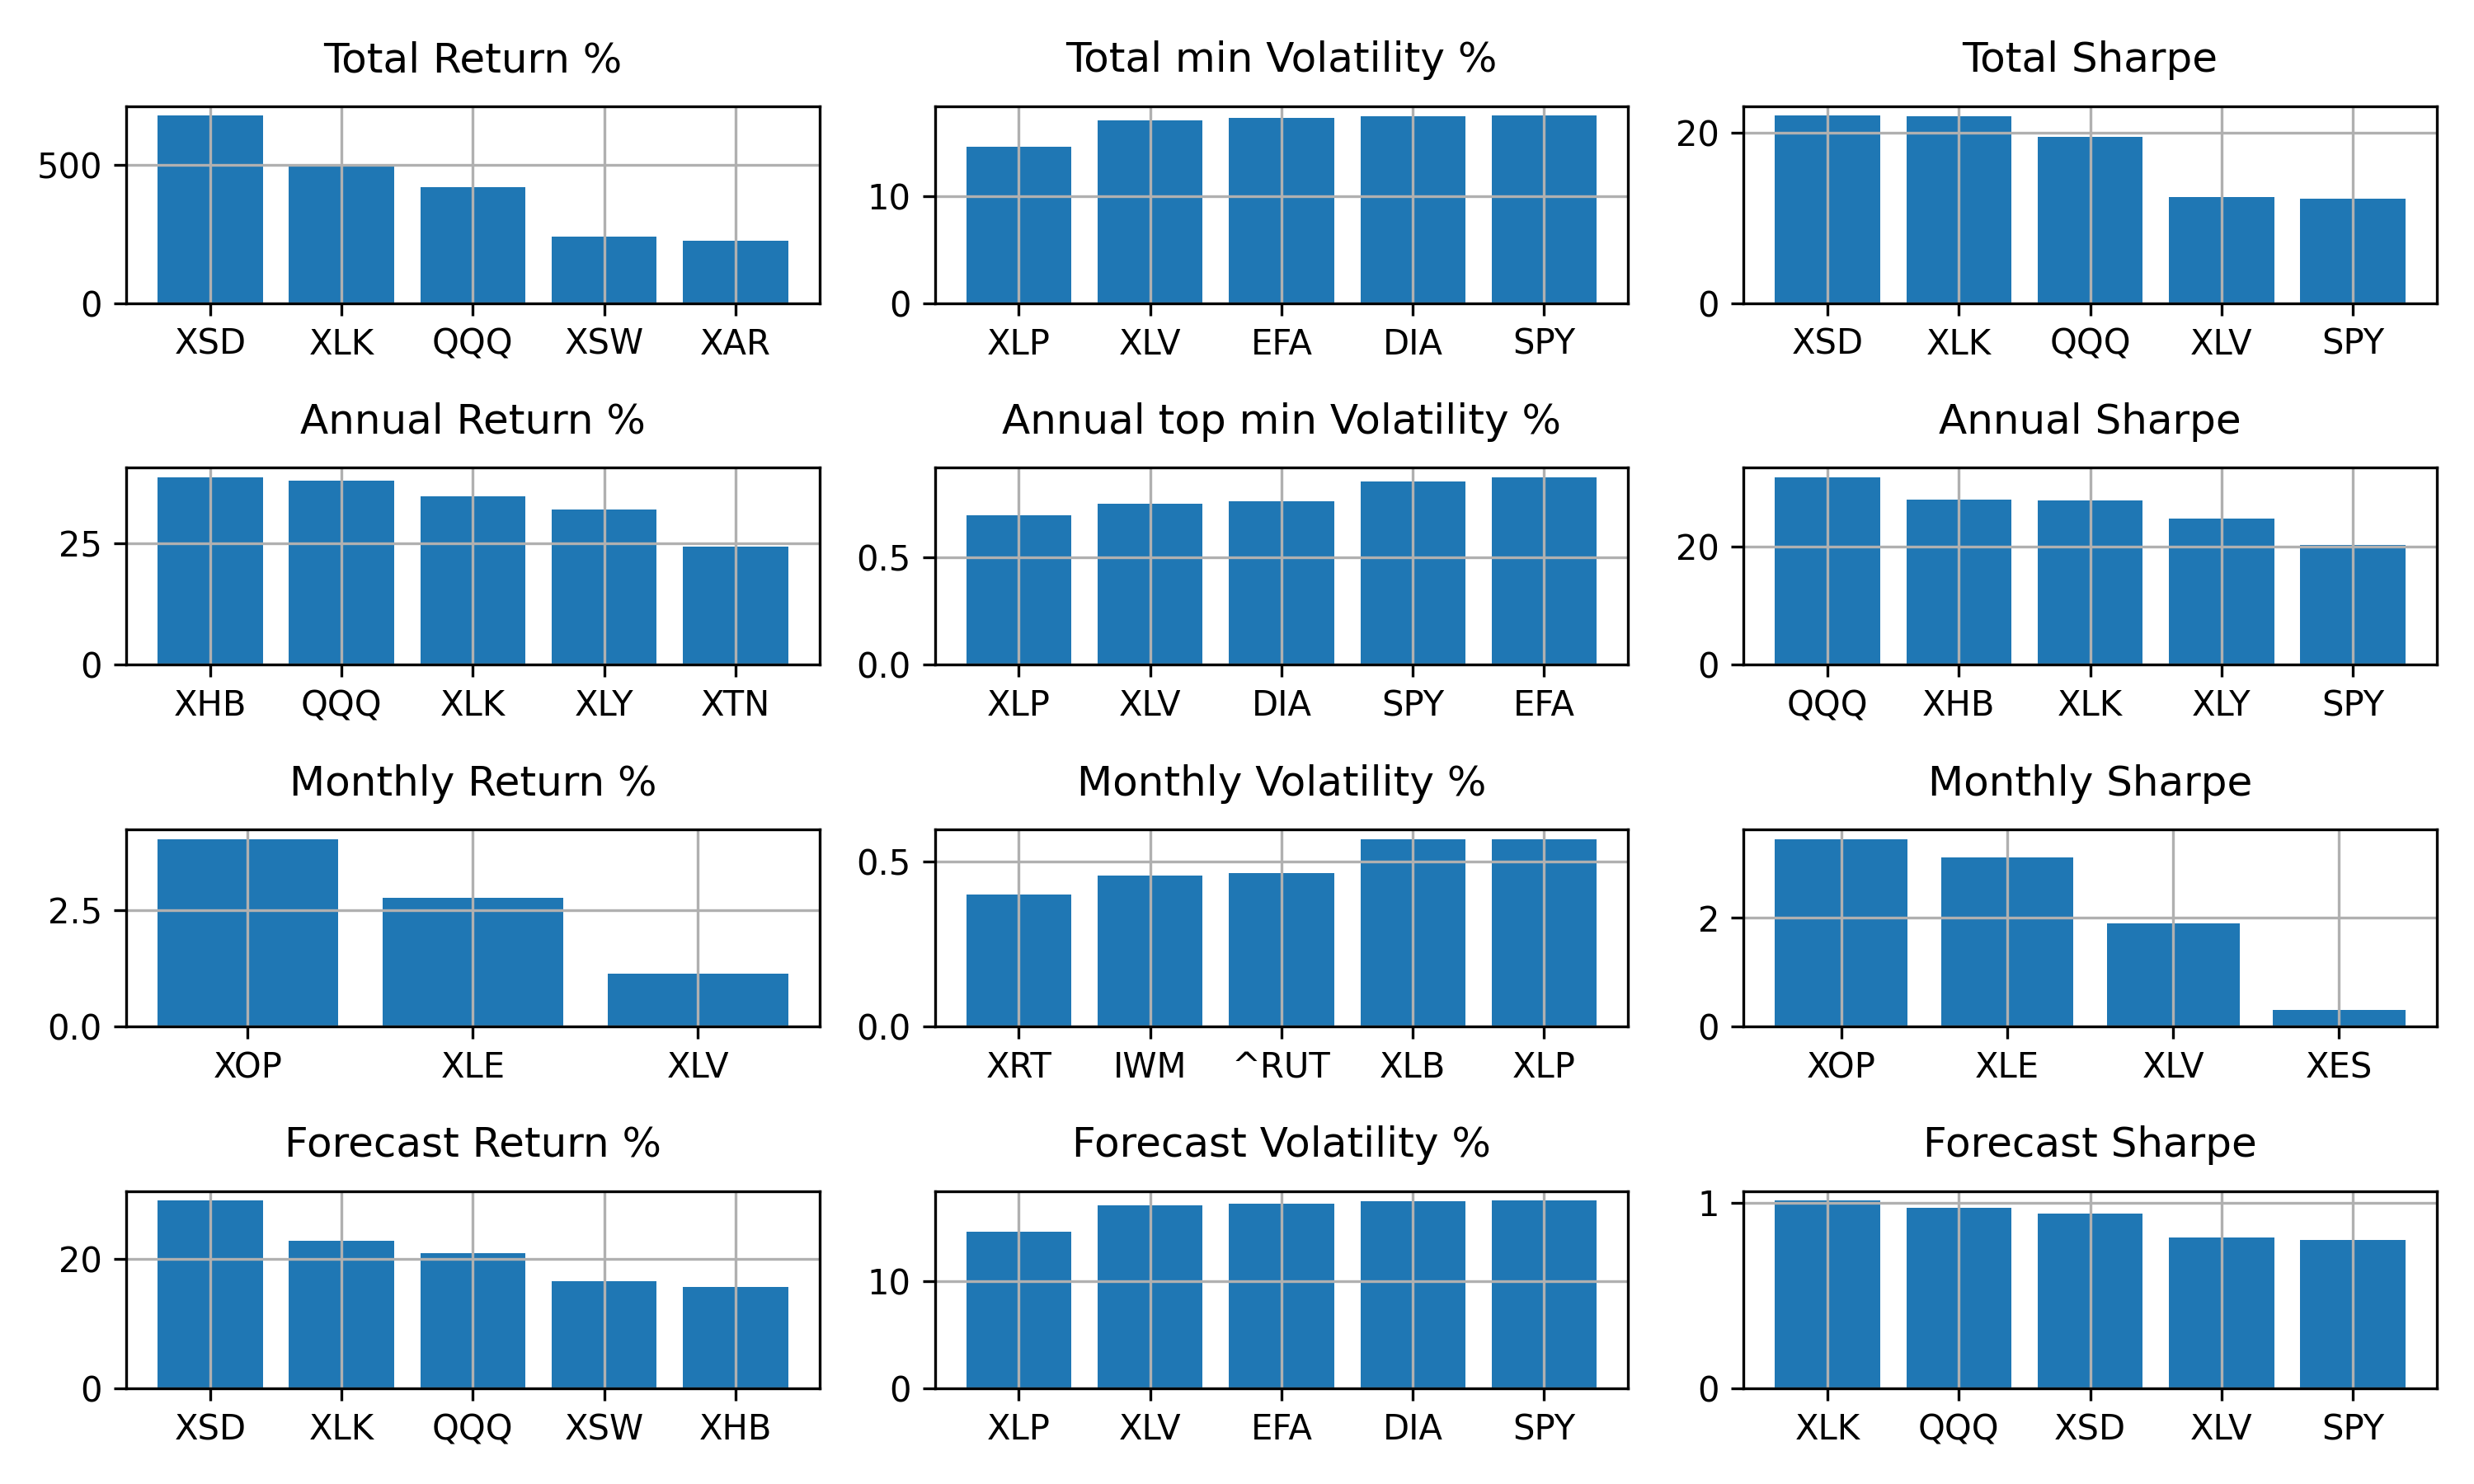 Total Return %
500
0
XSD XLK QQQ XSW XAR
Total min Volatility %
10
0
XLP XLV EFA DIA SPY
Total Sharpe
20
0
XSD XLK QQQ XLV SPY
Annual Return %
25
0
XHB QQQ XLK XLY XTN
Annual top min Volatility %
0.5
0.0
XLP XLV DIA SPY EFA
Annual Sharpe
20
0
QQQ XHB XLK XLY SPY
Monthly Return %
2.5
0.0
XOP XLE XLV
Monthly Volatility %
0.5
0.0
XRT IWM ^RUT XLB XLP
Monthly Sharpe
2
0
XOP XLE XLV XES
Forecast Return %
20
0
XSD XLK QQQ XSW XHB
Forecast Volatility %
10
0
XLP XLV EFA DIA SPY
Forecast Sharpe
1
0
XLK QQQ XSD XLV SPY